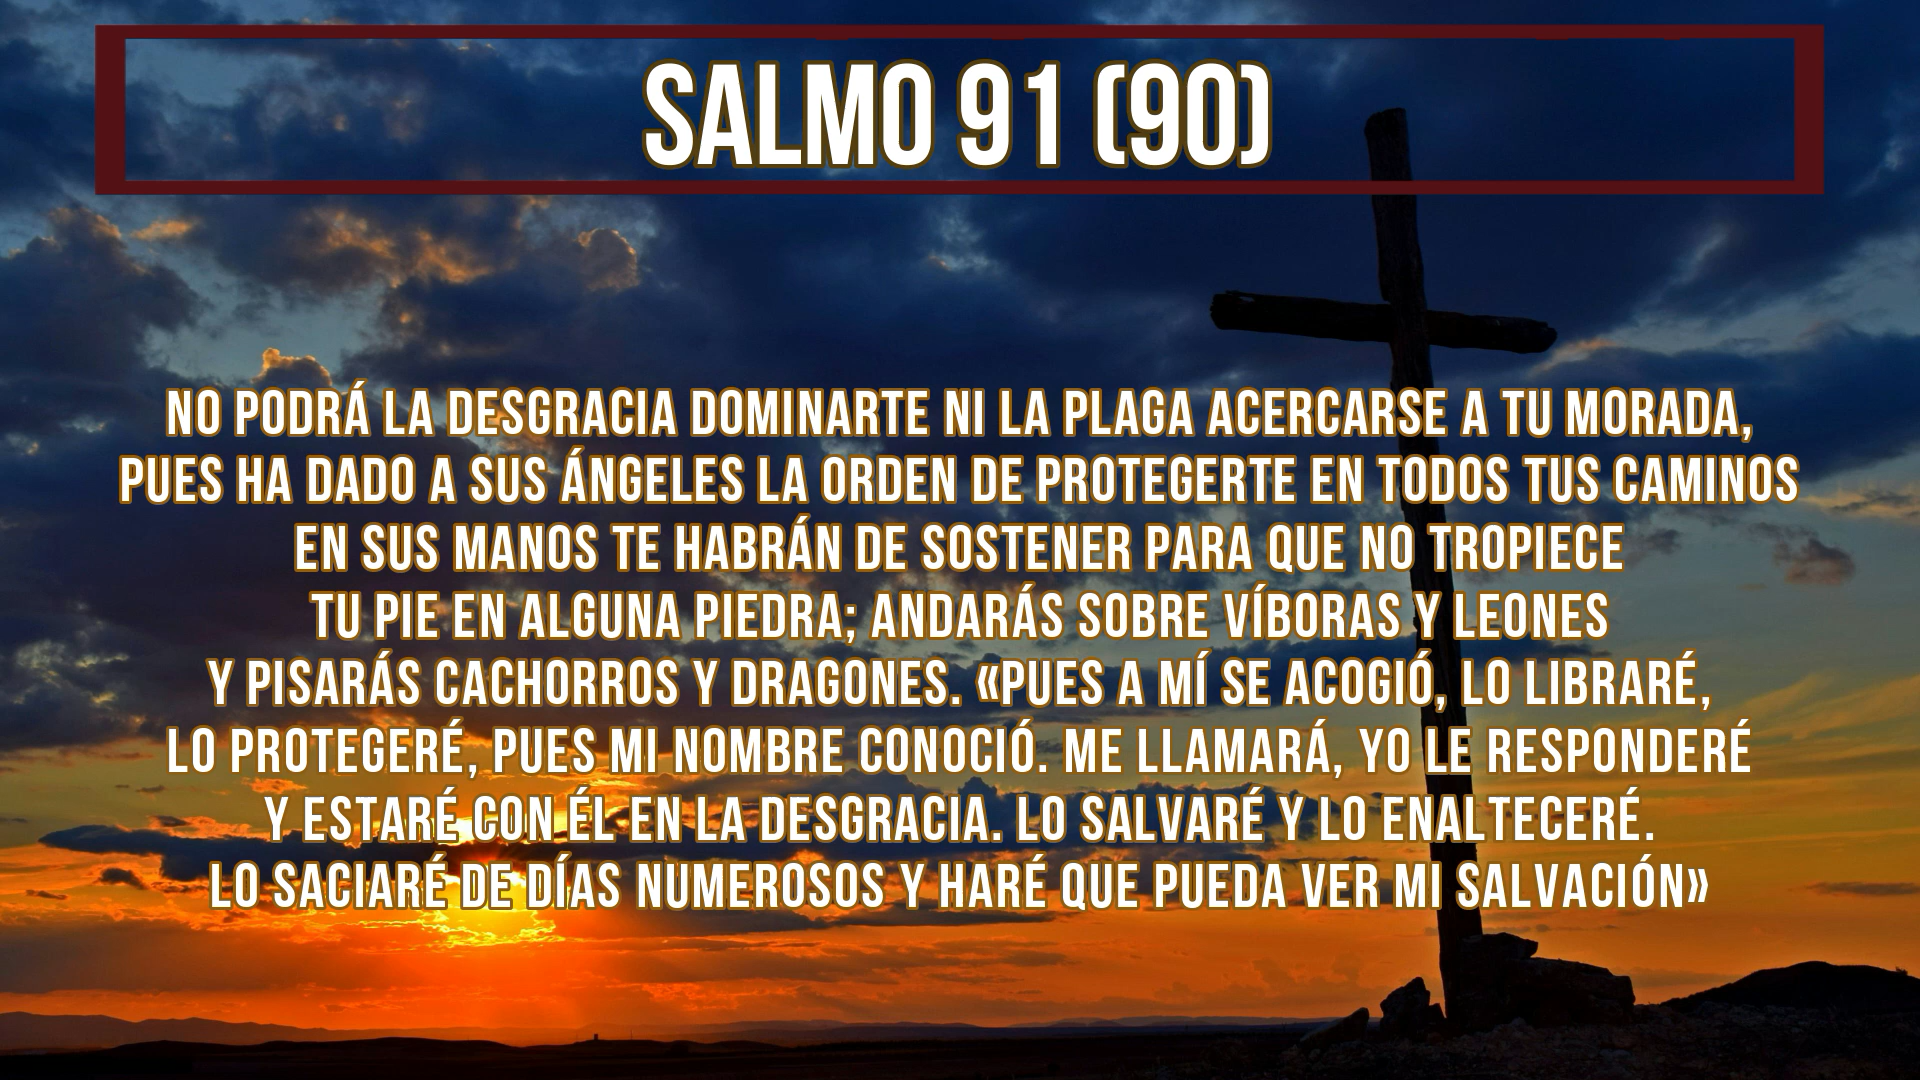 SALMO 91 (90)
NO PODRÁ LA DESGRACIA DOMINARTE NI LA PLAGA ACERCARSE A TU MORADA,
PUES HA DADO A SUS ÁNGELES LA ORDEN DE PROTEGERTE EN TODOS TUS CAMINOS
EN SUS MANOS TE HABRÁN DE SOSTENER PARA QUE NO TROPIECE
TU PIE EN ALGUNA PIEDRA; ANDARÁS SOBRE VÍBORAS Y LEONES
Y PISARÁS CACHORROS Y DRAGONES. «PUES A MÍ SE ACOGIÓ, LO LIBRARÉ,
LO PROTEGERÉ, PUES MI NOMBRE CONOCIÓ. ME LLAMARÁ, YO LE RESPONDERÉ
Y ESTARÉ CON ÉL EN LA DESGRACIA. LO SALVARÉ Y LO ENALTECERÉ.
LO SACIARÉ DE DÍAS NUMEROSOS Y HARÉ QUE PUEDA VER MI SALVACIÓN»